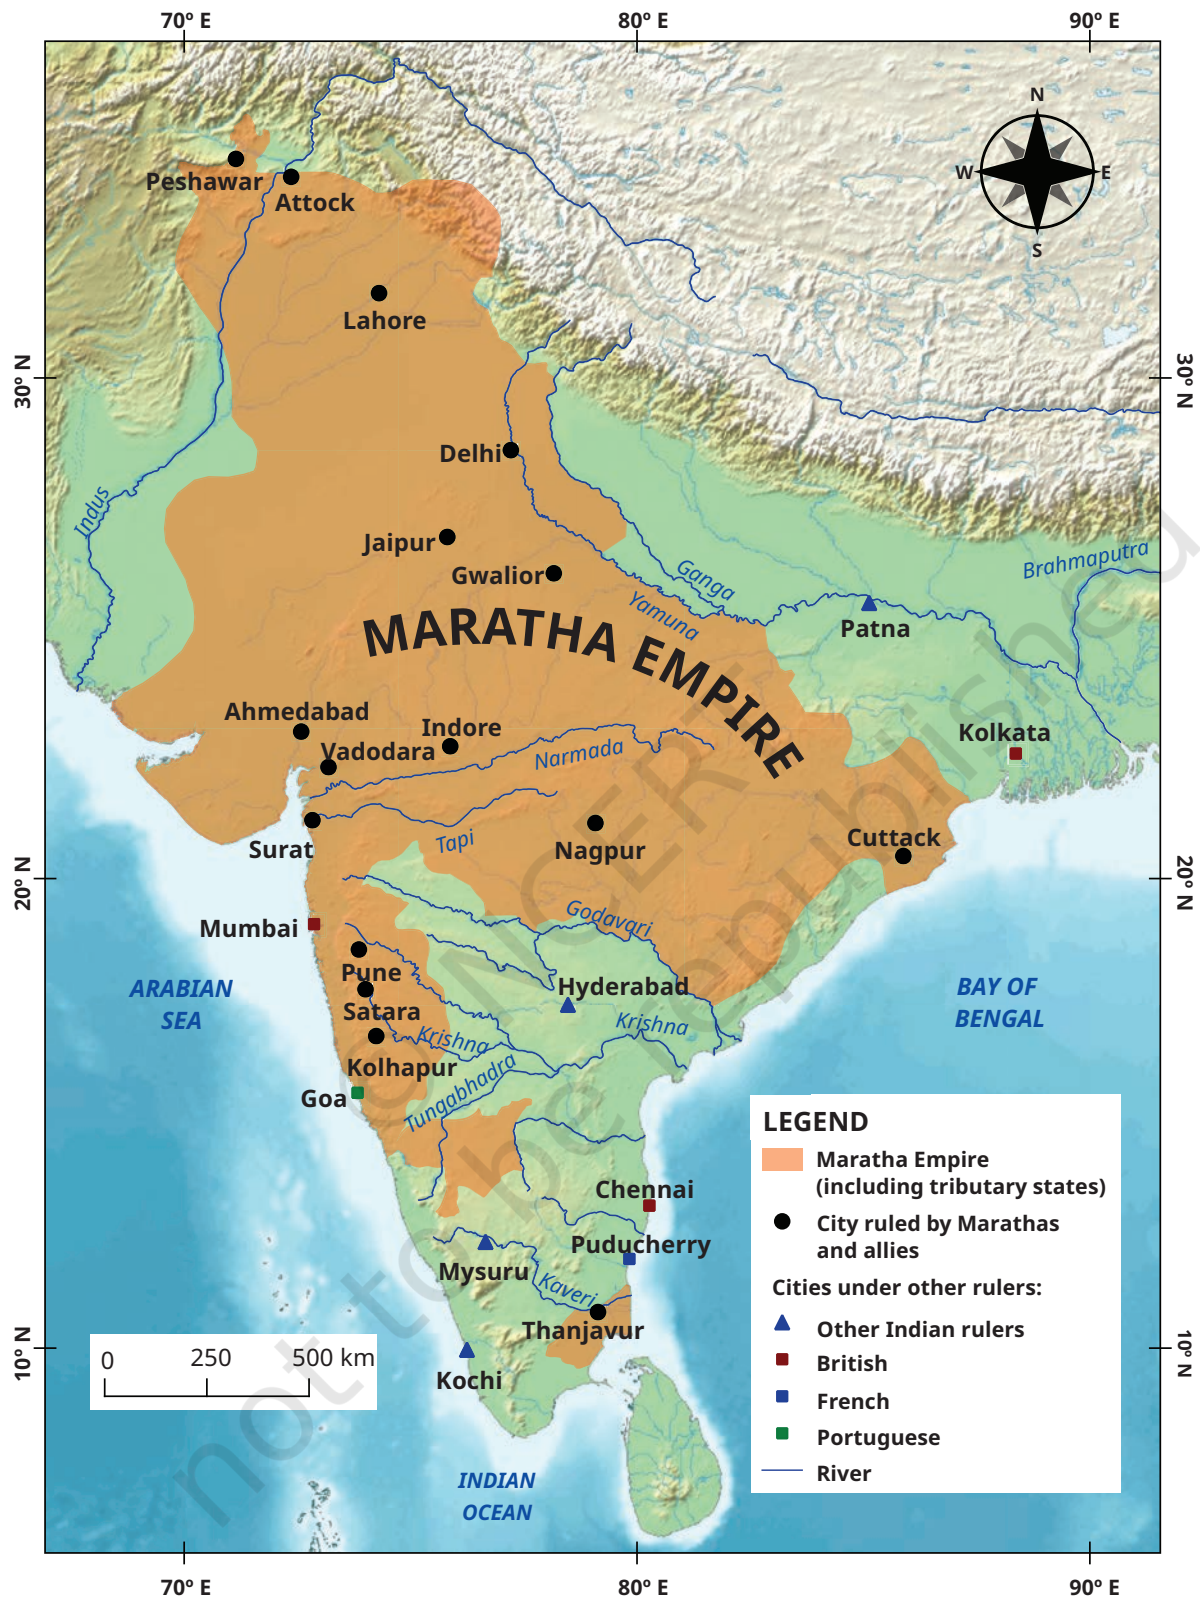 70° E
80° E
90° E
N
W
E
S
Peshawar
Attock
Lahore
30° N
30° N
Delhi
Indus
Jaipur
Gwalior
Ganga
Brahmaputra
Yamuna
Patna
MARATHA EMPIRE
Ahmedabad
Indore
Vadodara
Narmada
Kolkata
Surat
Tapi
Nagpur
Cuttack
20° N
20° N
Mumbai
Godavari
Pune
Hyderabad
ARABIAN
SEA
BAY OF
BENGAL
Satara
Krishna
Krishna
Kolhapur
Tungabhadra
Goa
LEGEND
Maratha Empire
(including tributary states)
City ruled by Marathas
and allies
Cities under other rulers:
Other Indian rulers
British
French
Portuguese
River
Chennai
Puducherry
Mysuru
Kaveri
Thanjavur
10° N
10° N
0 250 500 km
Kochi
INDIAN
OCEAN
70° E
80° E
90° E
© NCERT
not to be republished